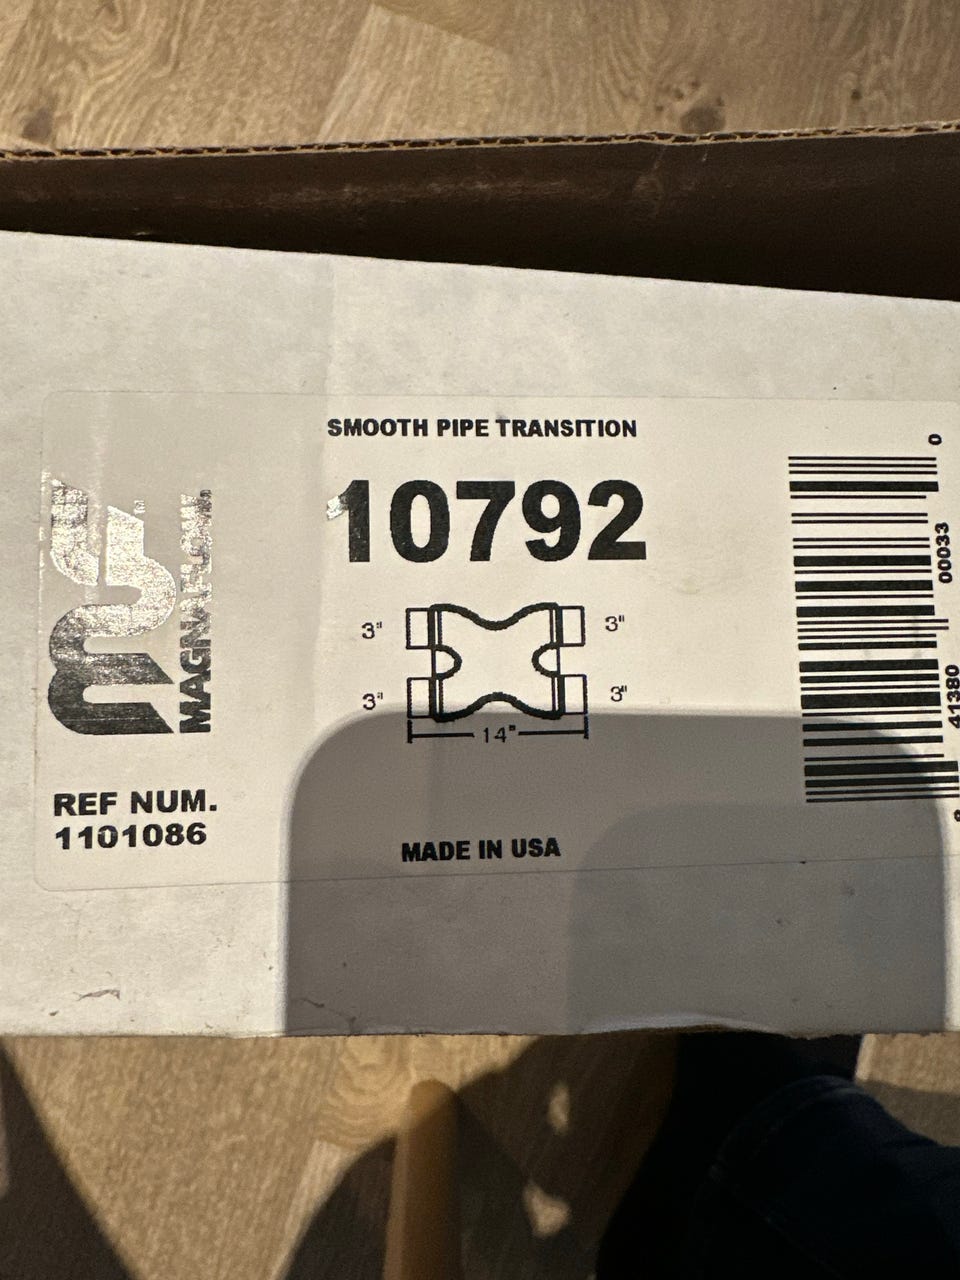 SMOOTH PIPE TRANSITION
10792
3" 3"
3" 3"
14"
MAGNAFLOW
REF NUM.
1101086
MADE IN USA
0
00033
41380